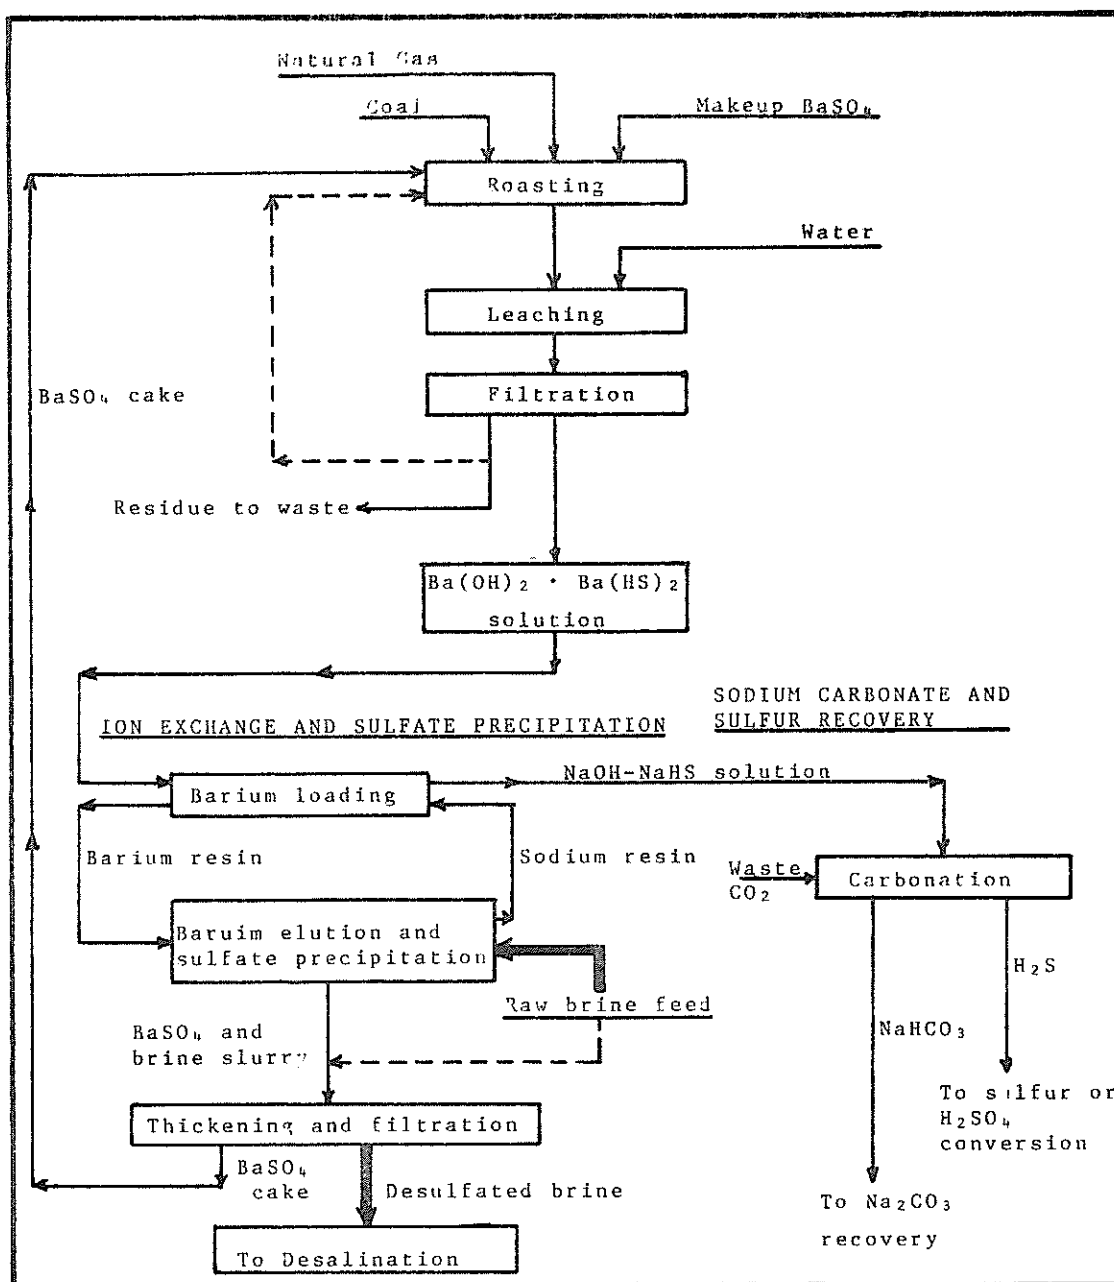 Natural Gas
Coal
Makeup BaSO₄
Roasting
Water
Leaching
Filtration
BaSO₄ cake
Residue to waste
Ba(OH)₂ · Ba(HS)₂
solution
SODIUM CARBONATE AND
SULFUR RECOVERY
ION EXCHANGE AND SULFATE PRECIPITATION
NaOH-NaHS solution
Barium loading
Barium resin
Sodium resin
Waste
CO₂
Carbonation
Baruim elution and
sulfate precipitation
H₂S
Raw brine feed
BaSO₄ and
brine slurry
NaHCO₃
To sulfur or
H₂SO₄
conversion
Thickening and filtration
BaSO₄
cake
Desulfated brine
To Na₂CO₃
recovery
To Desalination